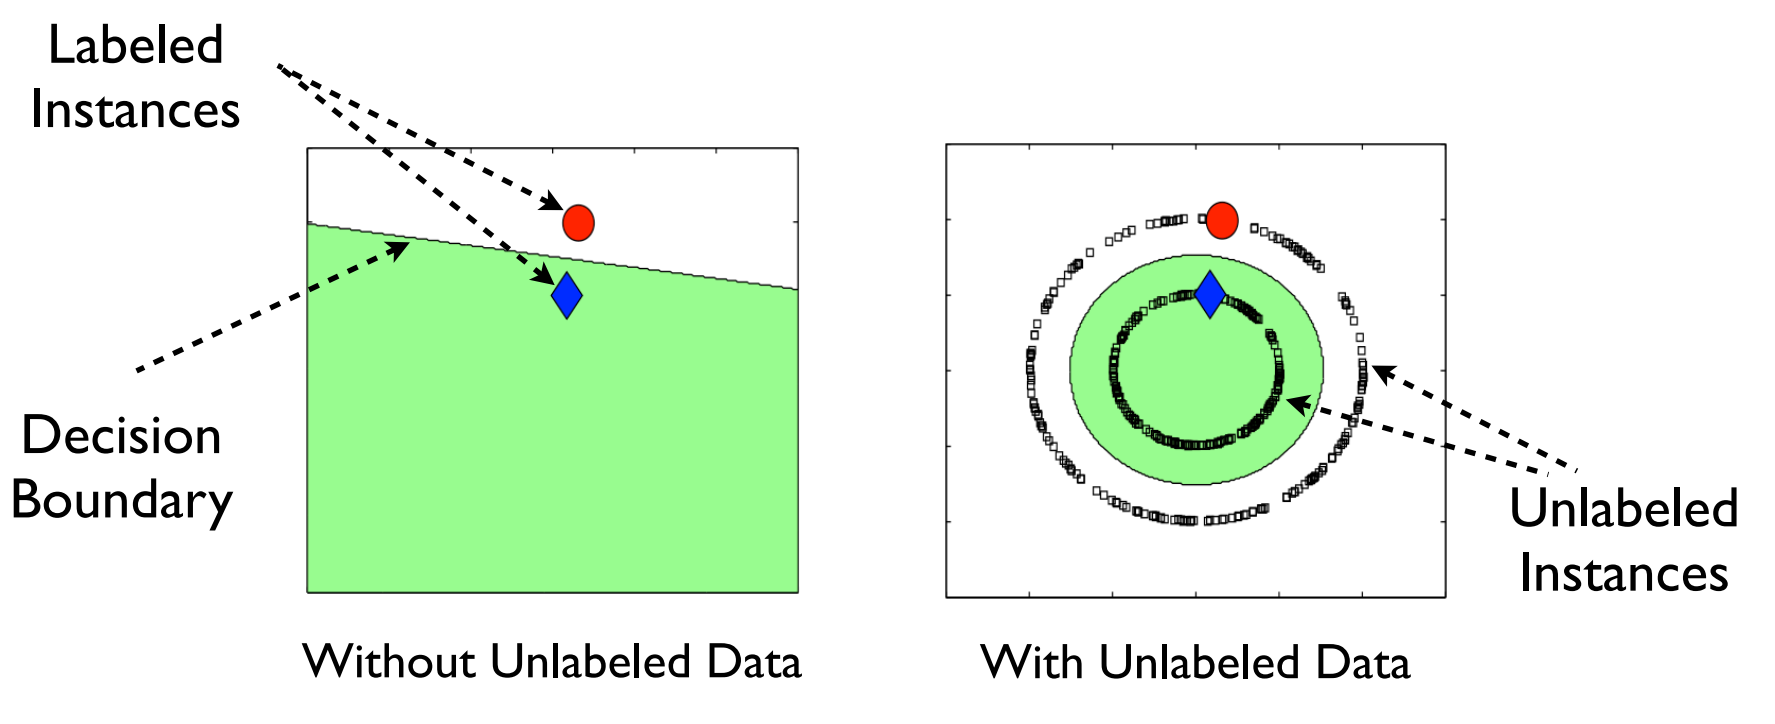 Labeled
Instances
Decision
Boundary
Unlabeled
Instances
Without Unlabeled Data
With Unlabeled Data